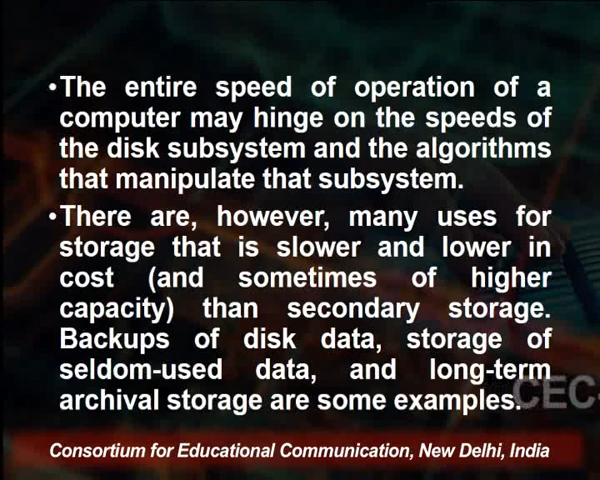 •The entire speed of operation of a
computer may hinge on the speeds of
the disk subsystem and the algorithms
that manipulate that subsystem.
•There are, however, many uses for
storage that is slower and lower in
cost (and sometimes of higher
capacity) than secondary storage.
Backups of disk data, storage of
seldom-used data, and long-term
archival storage are some examples.
CEC-
Consortium for Educational Communication, New Delhi, India